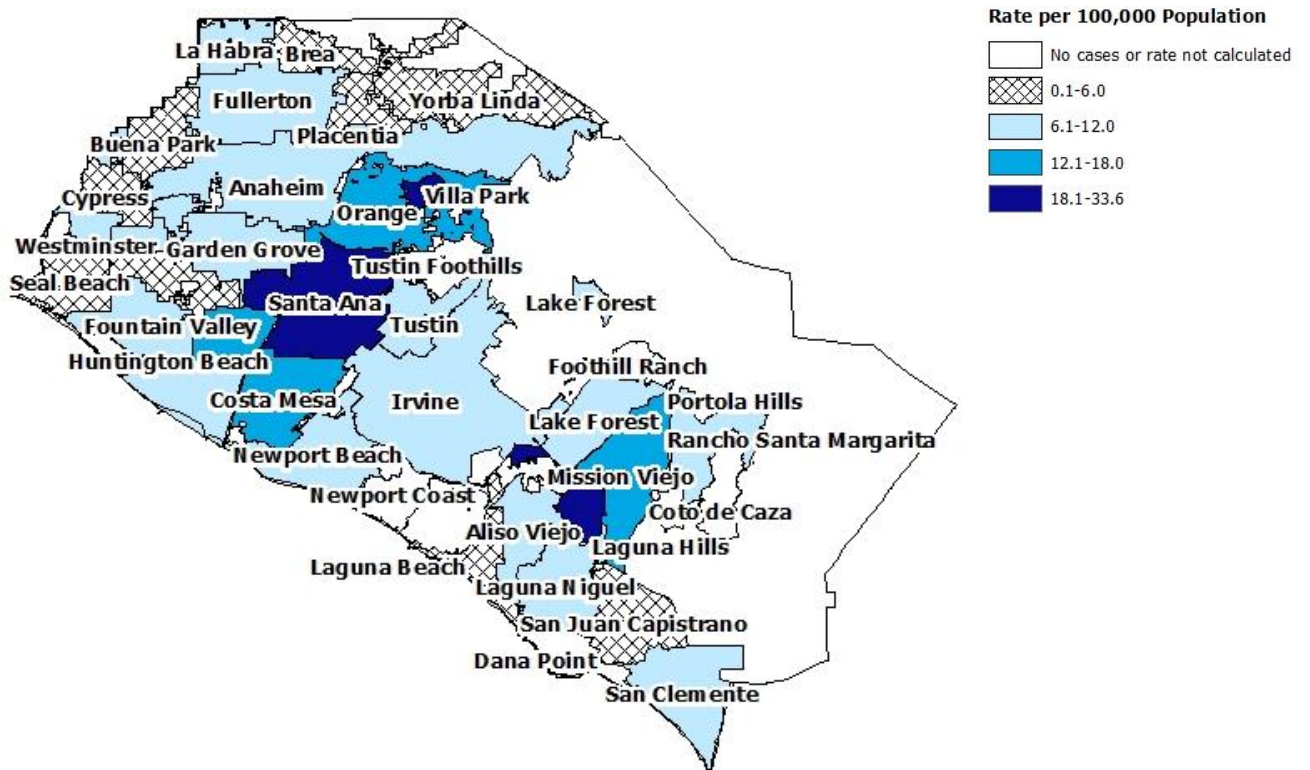 Rate per 100,000 Population
No cases or rate not calculated
0.1-6.0
6.1-12.0
12.1-18.0
18.1-33.6
La Habra
Brea
Fullerton
Yorba Linda
Placentia
Buena Park
Anaheim
Cypress
Villa Park
Orange
Westminster
Garden Grove
Tustin Foothills
Seal Beach
Santa Ana
Lake Forest
Fountain Valley
Tustin
Huntington Beach
Foothill Ranch
Costa Mesa
Irvine
Portola Hills
Lake Forest
Rancho Santa Margarita
Newport Beach
Mission Viejo
Newport Coast
Coto de Caza
Aliso Viejo
Laguna Hills
Laguna Beach
Laguna Niguel
San Juan Capistrano
Dana Point
San Clemente